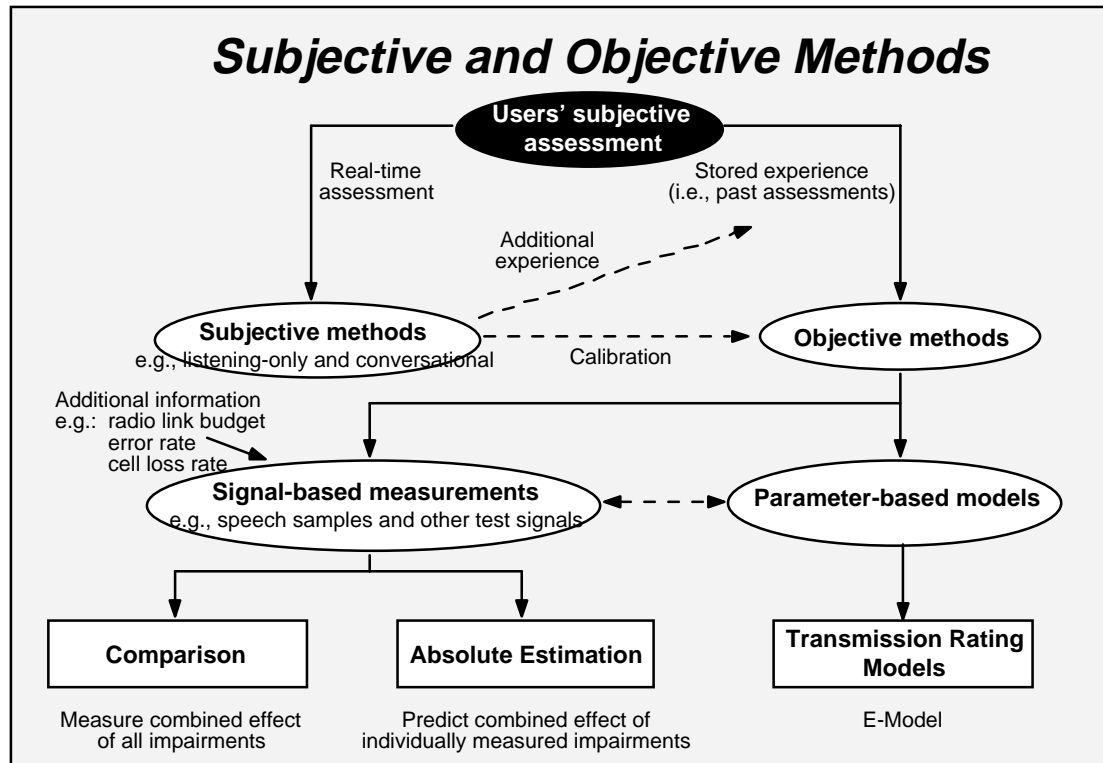 Subjective and Objective Methods
Users’ subjective
assessment
Real-time
assessment
Stored experience
(i.e., past assessments)
Additional
experience
Subjective methods
e.g., listening-only and conversational
Calibration
Objective methods
Additional information
e.g.: radio link budget
error rate
cell loss rate
Signal-based measurements
e.g., speech samples and other test signals
Parameter-based models
Comparison
Absolute Estimation
Transmission Rating
Models
Measure combined effect
of all impairments
Predict combined effect of
individually measured impairments
E-Model